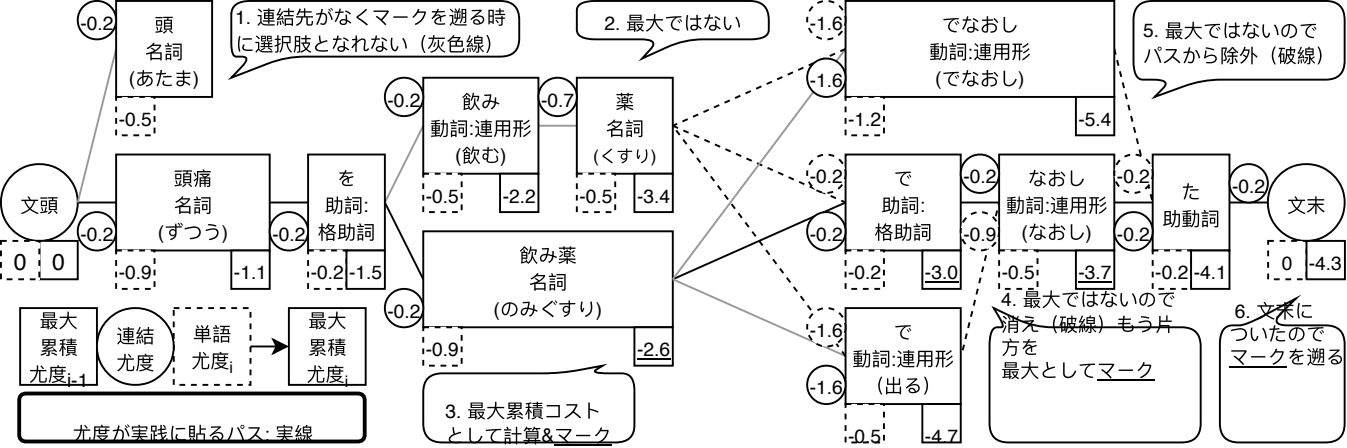 -0.2
頭
名詞
(あたま)
-0.5
1. 連結先がなくマークを遡る時
に選択肢となれない（灰色線）
2. 最大ではない
-1.6
-1.6
でなおし
動詞:連用形
(でなおし)
-1.2
-5.4
5. 最大ではないので
パスから除外（破線）
-0.2
飲み
動詞:連用形
(飲む)
-0.5
-2.2
-0.7
薬
名詞
(くすり)
-0.5
-3.4
文頭
0
0
-0.2
頭痛
名詞
(ずつう)
-0.9
-1.1
-0.2
を
助詞:
格助詞
-0.2
-1.5
-0.2
飲み薬
名詞
(のみぐすり)
-0.9
-2.6
-0.2
-0.2
で
助詞:
格助詞
-0.2
-3.0
-0.2
-0.9
なおし
動詞:連用形
(なおし)
-0.5
-3.7
-0.2
-0.2
た
助動詞
-0.2
-4.1
-0.2
文末
0
-4.3
-1.6
-1.6
で
動詞:連用形
（出る）
-0.5
-4.7
3. 最大累積コスト
として計算&マーク
4. 最大ではないので
消え（破線）もう片
方を
最大としてマーク
6. 文末に
ついたので
マークを遡る
最大
累積
尤度i-1
連結
尤度
単語
尤度i
最大
累積
尤度i
尤度が実践に貼るパス: 実線